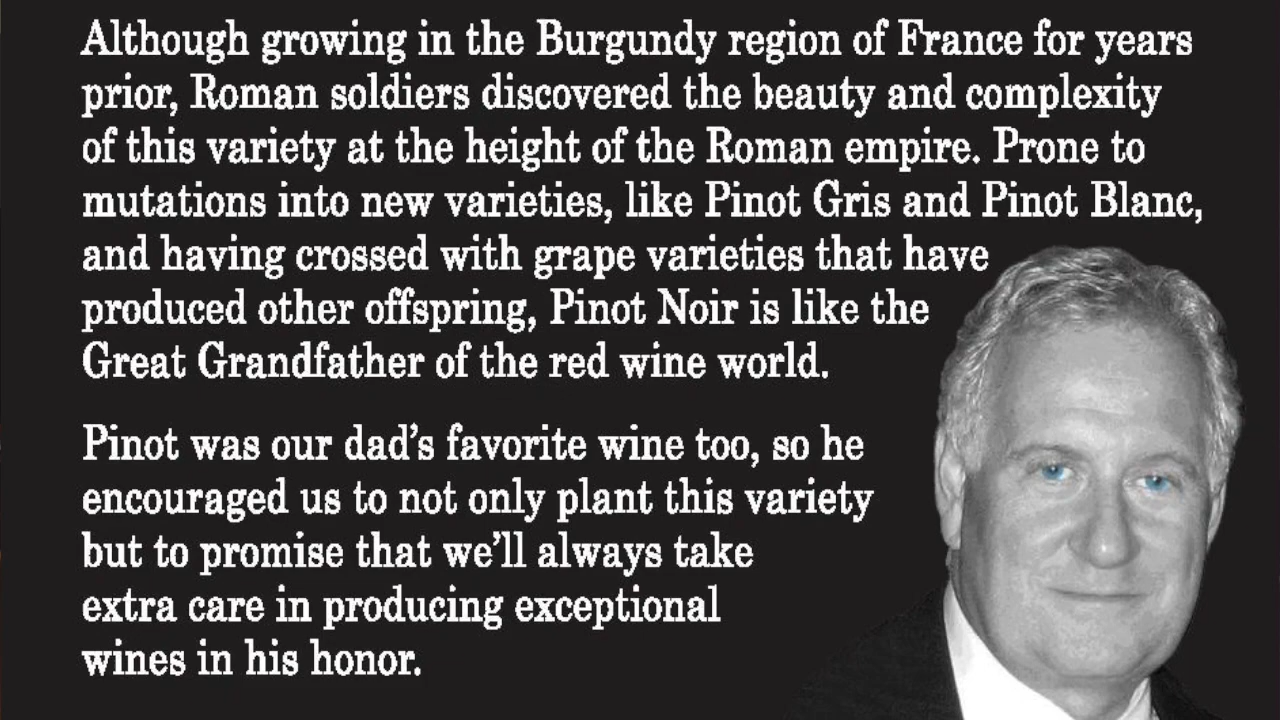 Although growing in the Burgundy region of France for years
prior, Roman soldiers discovered the beauty and complexity
of this variety at the height of the Roman empire. Prone to
mutations into new varieties, like Pinot Gris and Pinot Blanc,
and having crossed with grape varieties that have
produced other offspring, Pinot Noir is like the
Great Grandfather of the red wine world.
Pinot was our dad’s favorite wine too, so he
encouraged us to not only plant this variety
but to promise that we’ll always take
extra care in producing exceptional
wines in his honor.